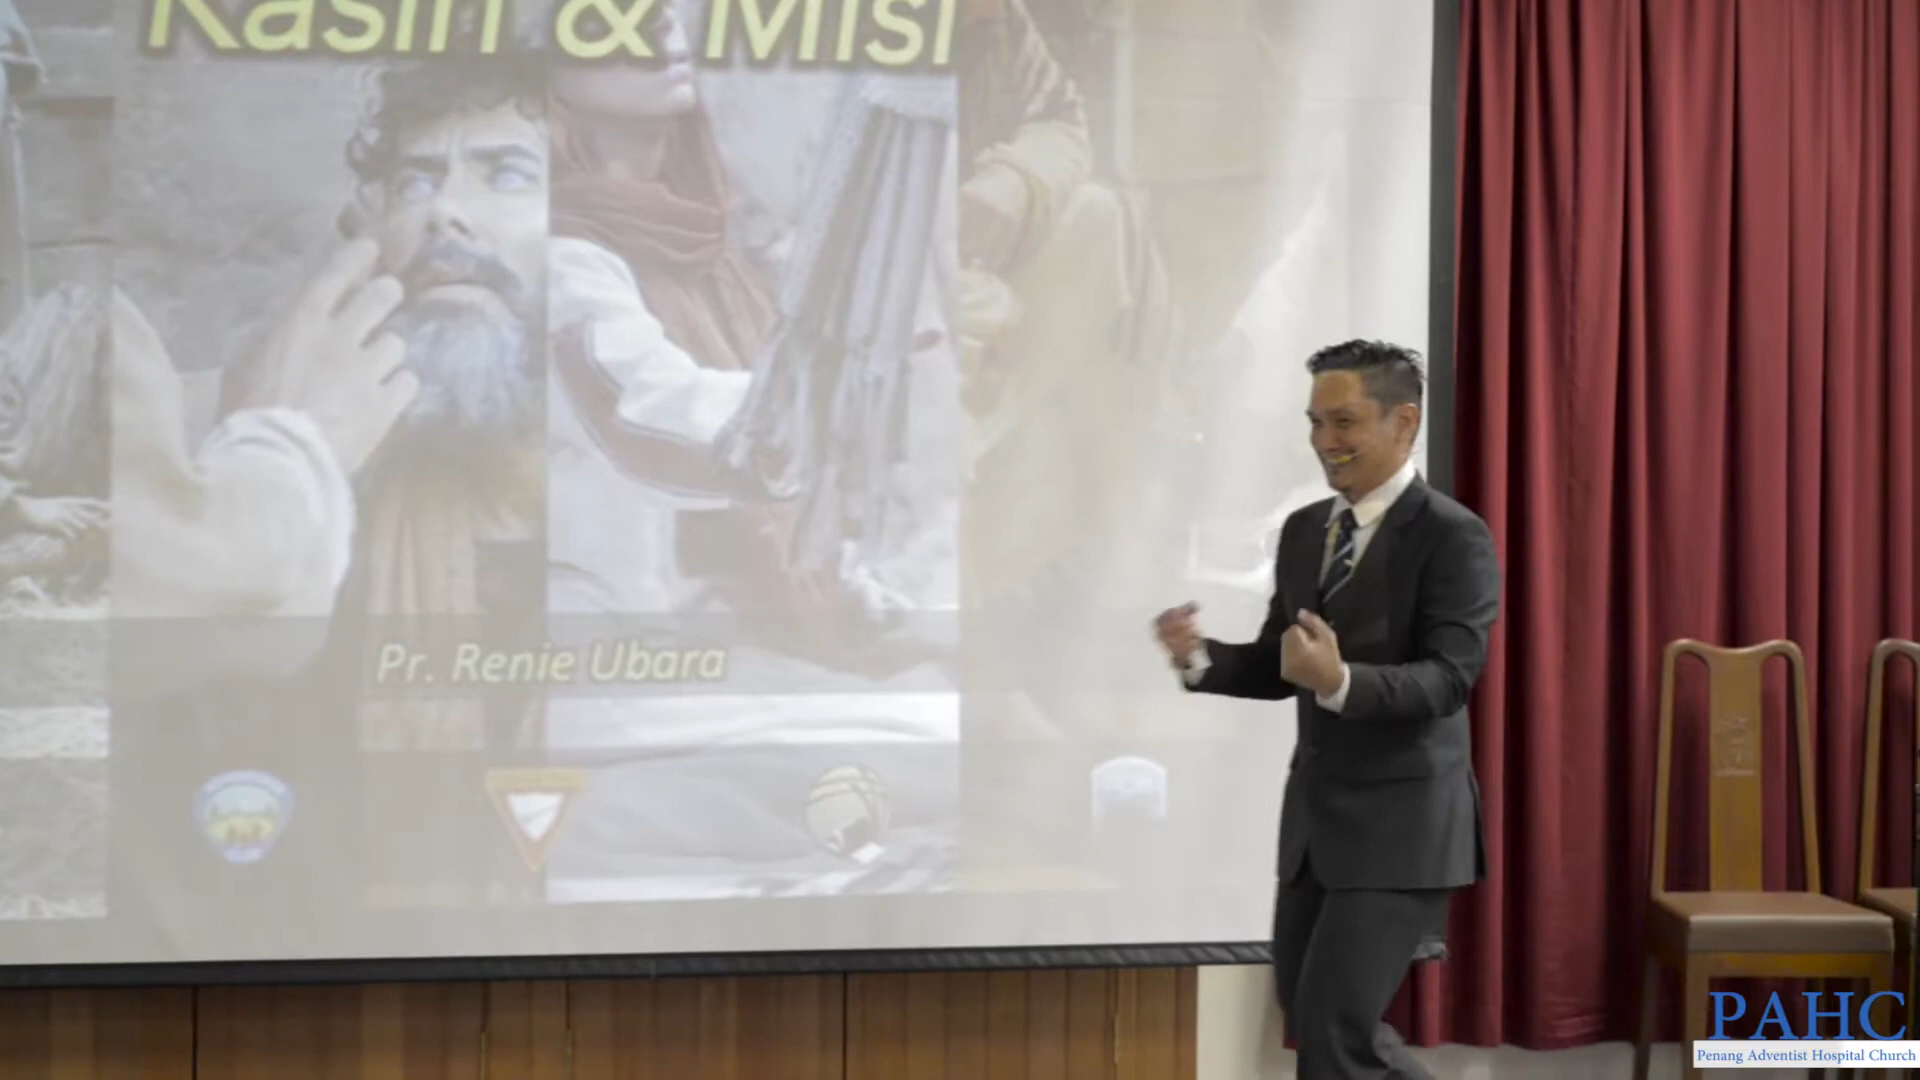 Kasih & Misi
Pr. Renie Ubara
PAHC
Penang Adventist Hospital Church